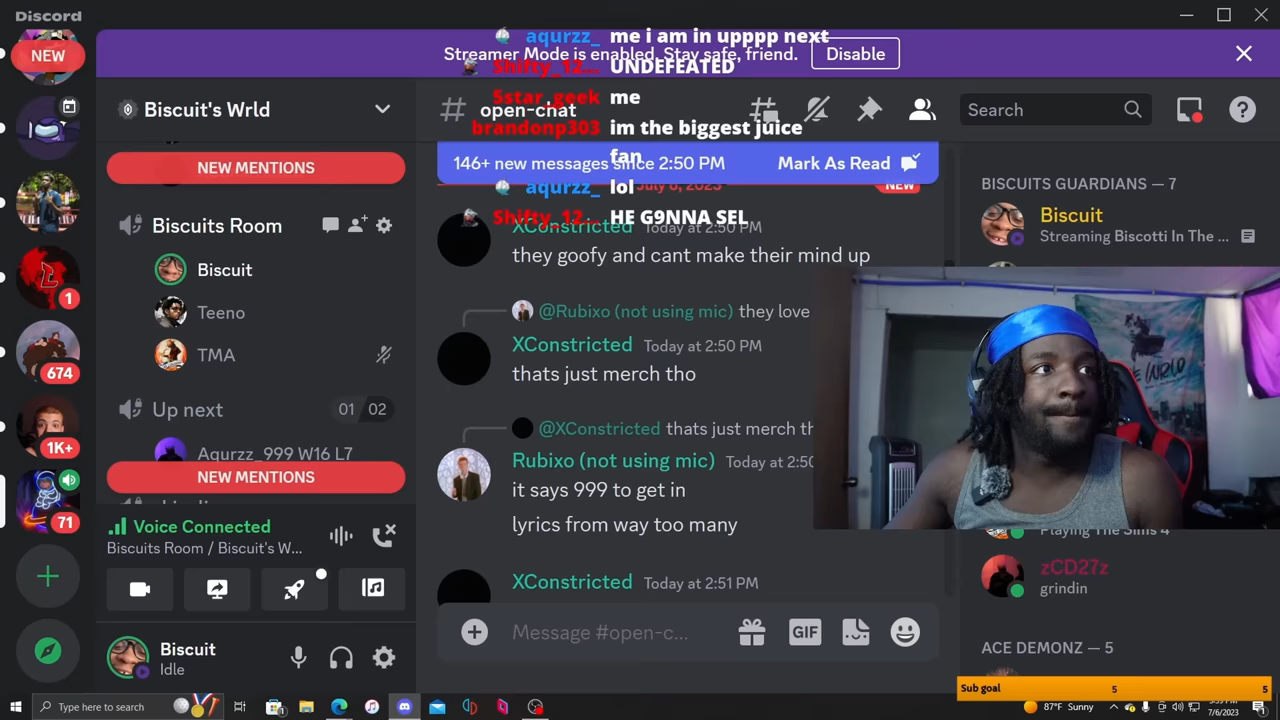 Discord
NEW
Streamer Mode is enabled. Stay safe, friend.
Disable
aqurzz_ me i am in upppp next
Shifty_12... UNDEFEATED
5star_geek me
brandonp303 im the biggest juice
fan
aqurzz_ lol
Shifty_12... HE G9NNA SEL
Biscuit's Wrld
NEW MENTIONS
Biscuits Room
Biscuit
Teeno
TMA
Up next 01 02
Aqurzz_999 W16 L7
NEW MENTIONS
Voice Connected
Biscuits Room / Biscuit's W...
Biscuit
Idle
1
674
1K+
71
open-chat
Search
146+ new messages since 2:50 PM
Mark As Read
July 6, 2023
NEW
XConstricted Today at 2:50 PM
they goofy and cant make their mind up
@Rubixo (not using mic) they love
XConstricted Today at 2:50 PM
thats just merch tho
@XConstricted thats just merch th
Rubixo (not using mic) Today at 2:50
it says 999 to get in
lyrics from way too many
XConstricted Today at 2:51 PM
Message #open-c...
GIF
BISCUITS GUARDIANS — 7
Biscuit
Streaming Biscotti In The ...
Playing The Sims 4
zCD27z
grindin
ACE DEMONZ — 5
Sub goal 5 5
Type here to search
87°F Sunny
7/6/2023